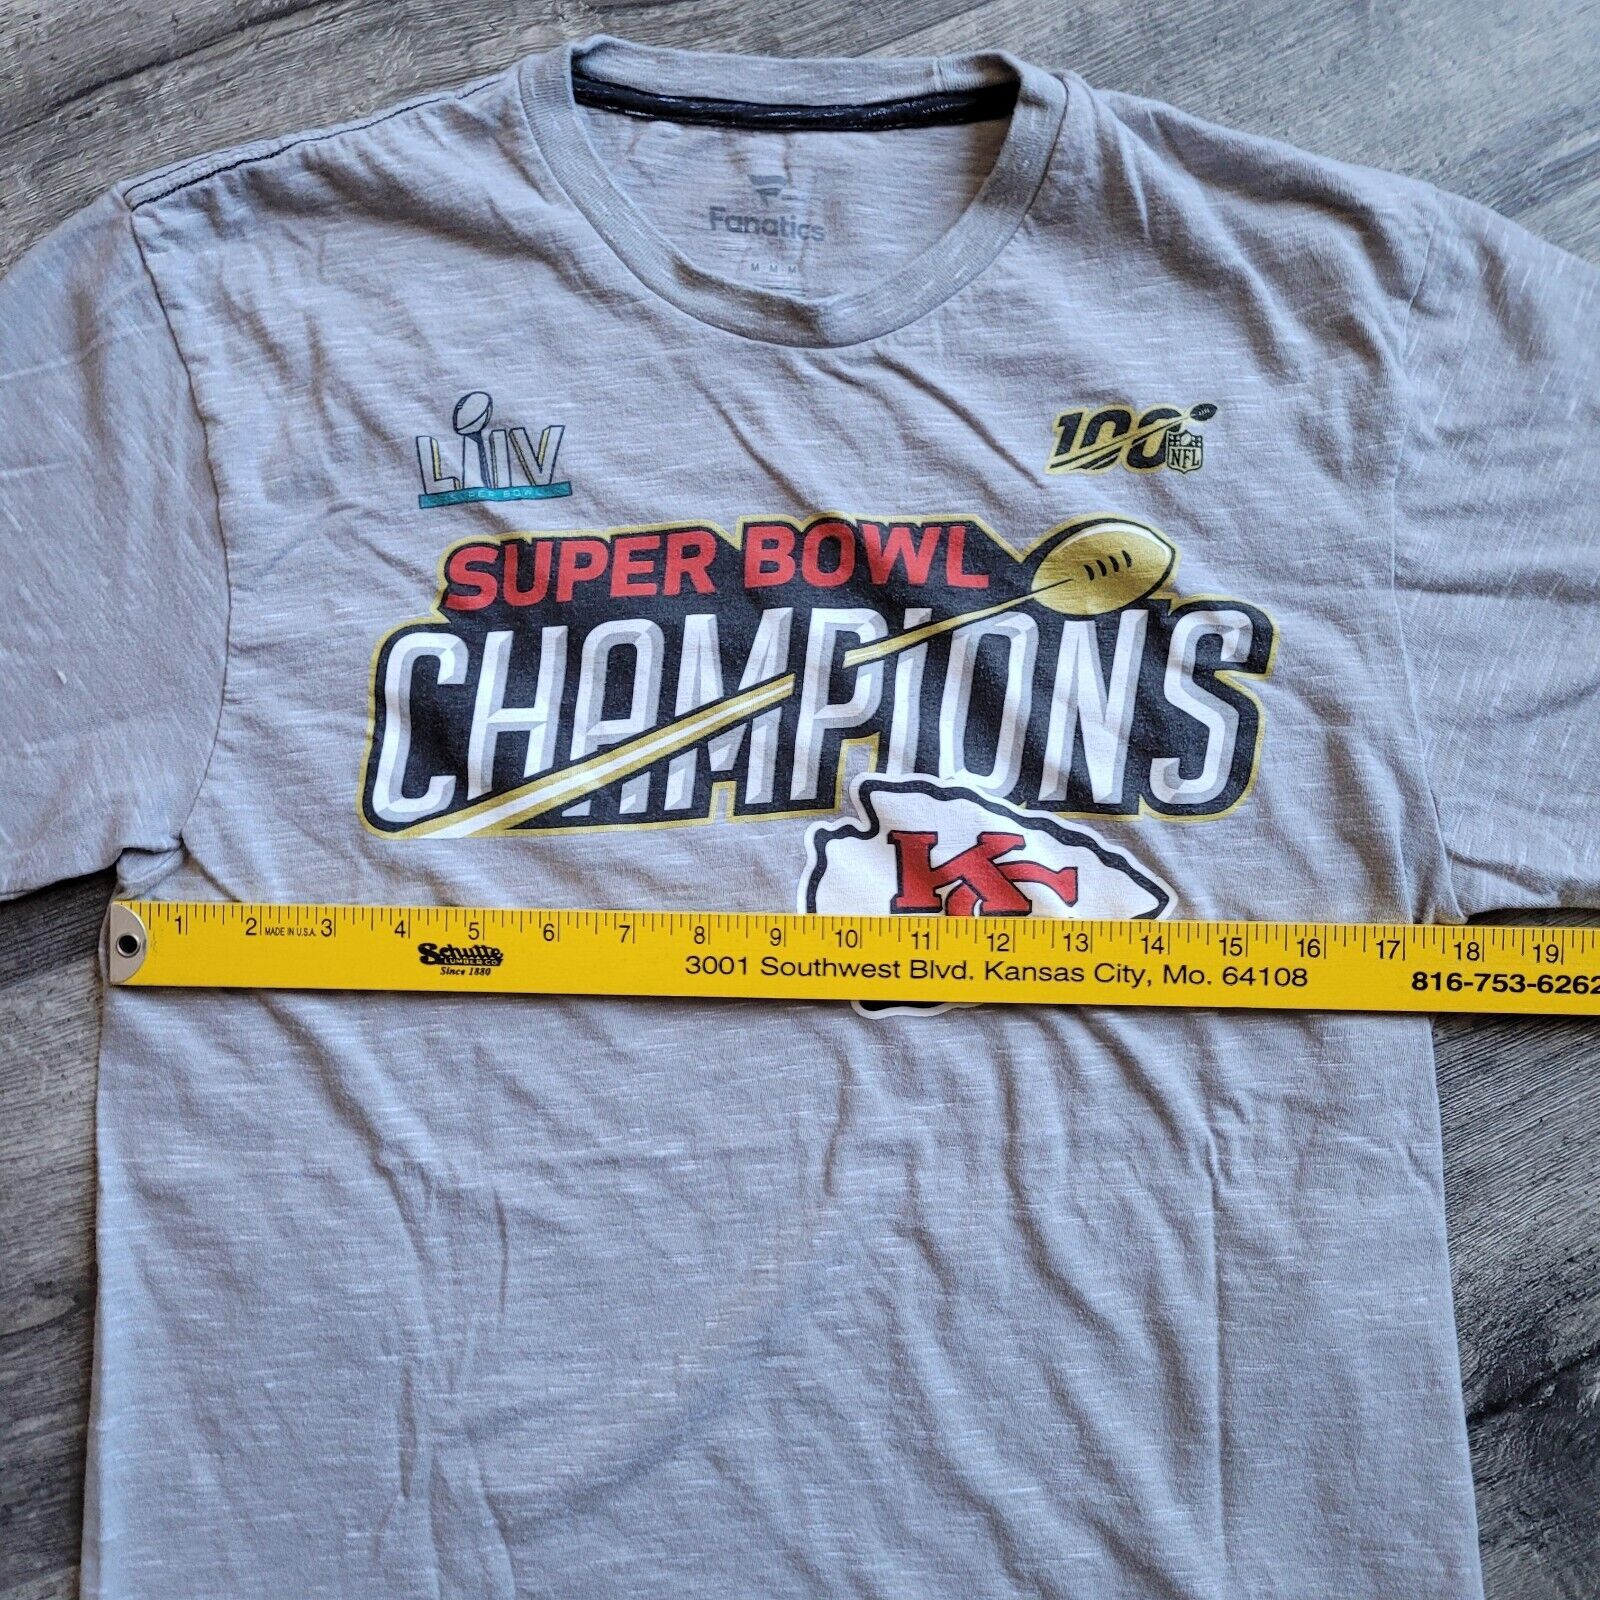 Fanatics
M M M
LIV
SUPER BOWL
100
NFL
SUPER BOWL
CHAMPIONS
KC
1 2 MADE IN U.S.A. 3 4 5 6 7 8 9 10 11 12 13 14 15 16 17 18 19
Schutte
LUMBER CO.
Since 1880
3001 Southwest Blvd. Kansas City, Mo. 64108
816-753-6262